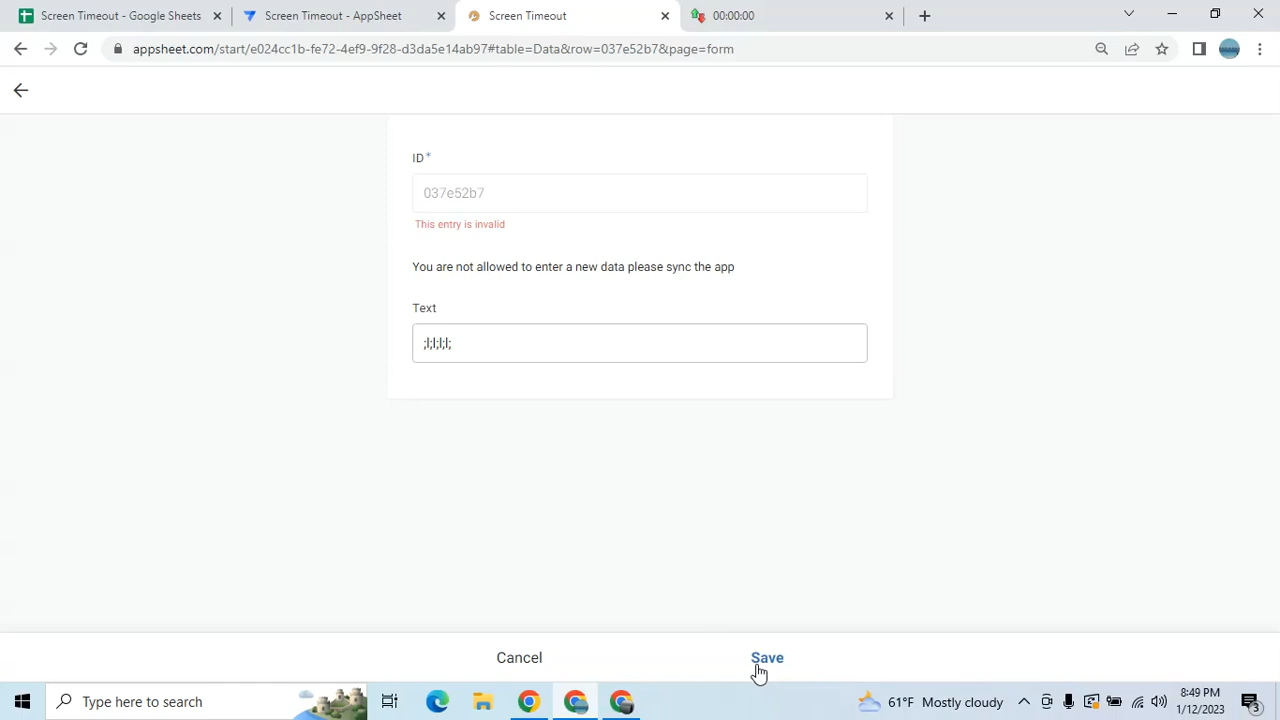 Screen Timeout - Google Sheets
Screen Timeout - AppSheet
Screen Timeout
00:00:00
appsheet.com/start/e024cc1b-fe72-4ef9-9f28-d3da5e14ab97#table=Data&row=037e52b7&page=form
ID*
037e52b7
This entry is invalid
You are not allowed to enter a new data please sync the app
Text
;l;l;l;l;
Cancel
Save
Type here to search
61°F Mostly cloudy
8:49 PM
1/12/2023
3